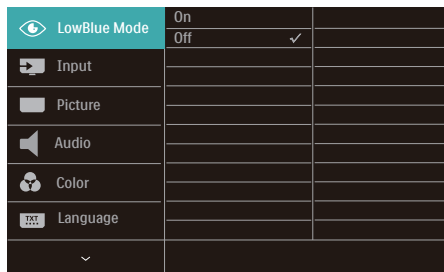 LowBlue Mode
On
Off
Input
Picture
Audio
Color
TXT
Language